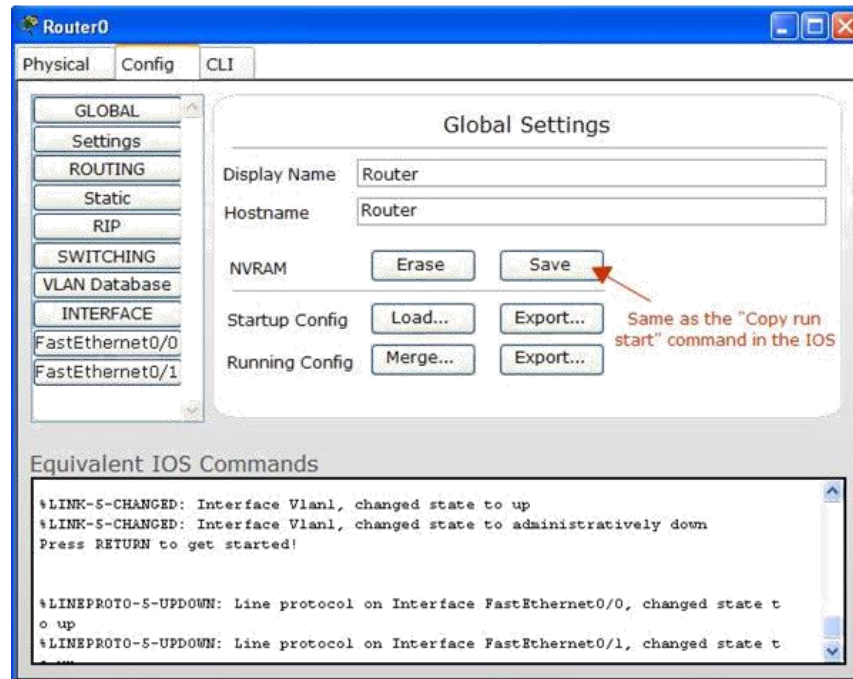 Router0
Physical Config CLI
GLOBAL
Settings
ROUTING
Static
RIP
SWITCHING
VLAN Database
INTERFACE
FastEthernet0/0
FastEthernet0/1
Global Settings
Display Name Router
Hostname Router
NVRAM Erase Save
Startup Config Load... Export...
Running Config Merge... Export...
Same as the "Copy run
start" command in the IOS
Equivalent IOS Commands
%LINK-5-CHANGED: Interface Vlan1, changed state to up
%LINK-5-CHANGED: Interface Vlan1, changed state to administratively down
Press RETURN to get started!
%LINEPROTO-5-UPDOWN: Line protocol on Interface FastEthernet0/0, changed state t
o up
%LINEPROTO-5-UPDOWN: Line protocol on Interface FastEthernet0/1, changed state t